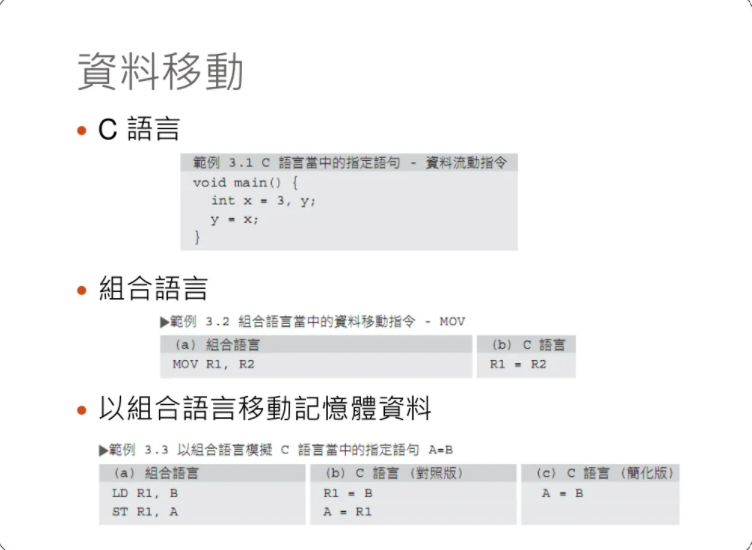 資料移動
• C 語言
範例 3.1 C 語言當中的指定語句 - 資料流動指令
void main() {
int x = 3, y;
y = x;
}
• 組合語言
▶範例 3.2 組合語言當中的資料移動指令 - MOV
(a) 組合語言 (b) C 語言
MOV R1, R2 R1 = R2
• 以組合語言移動記憶體資料
▶範例 3.3 以組合語言模擬 C 語言當中的指定語句 A=B
(a) 組合語言 (b) C 語言 (對照版) (c) C 語言 (簡化版)
LD R1, B R1 = B A = B
ST R1, A A = R1